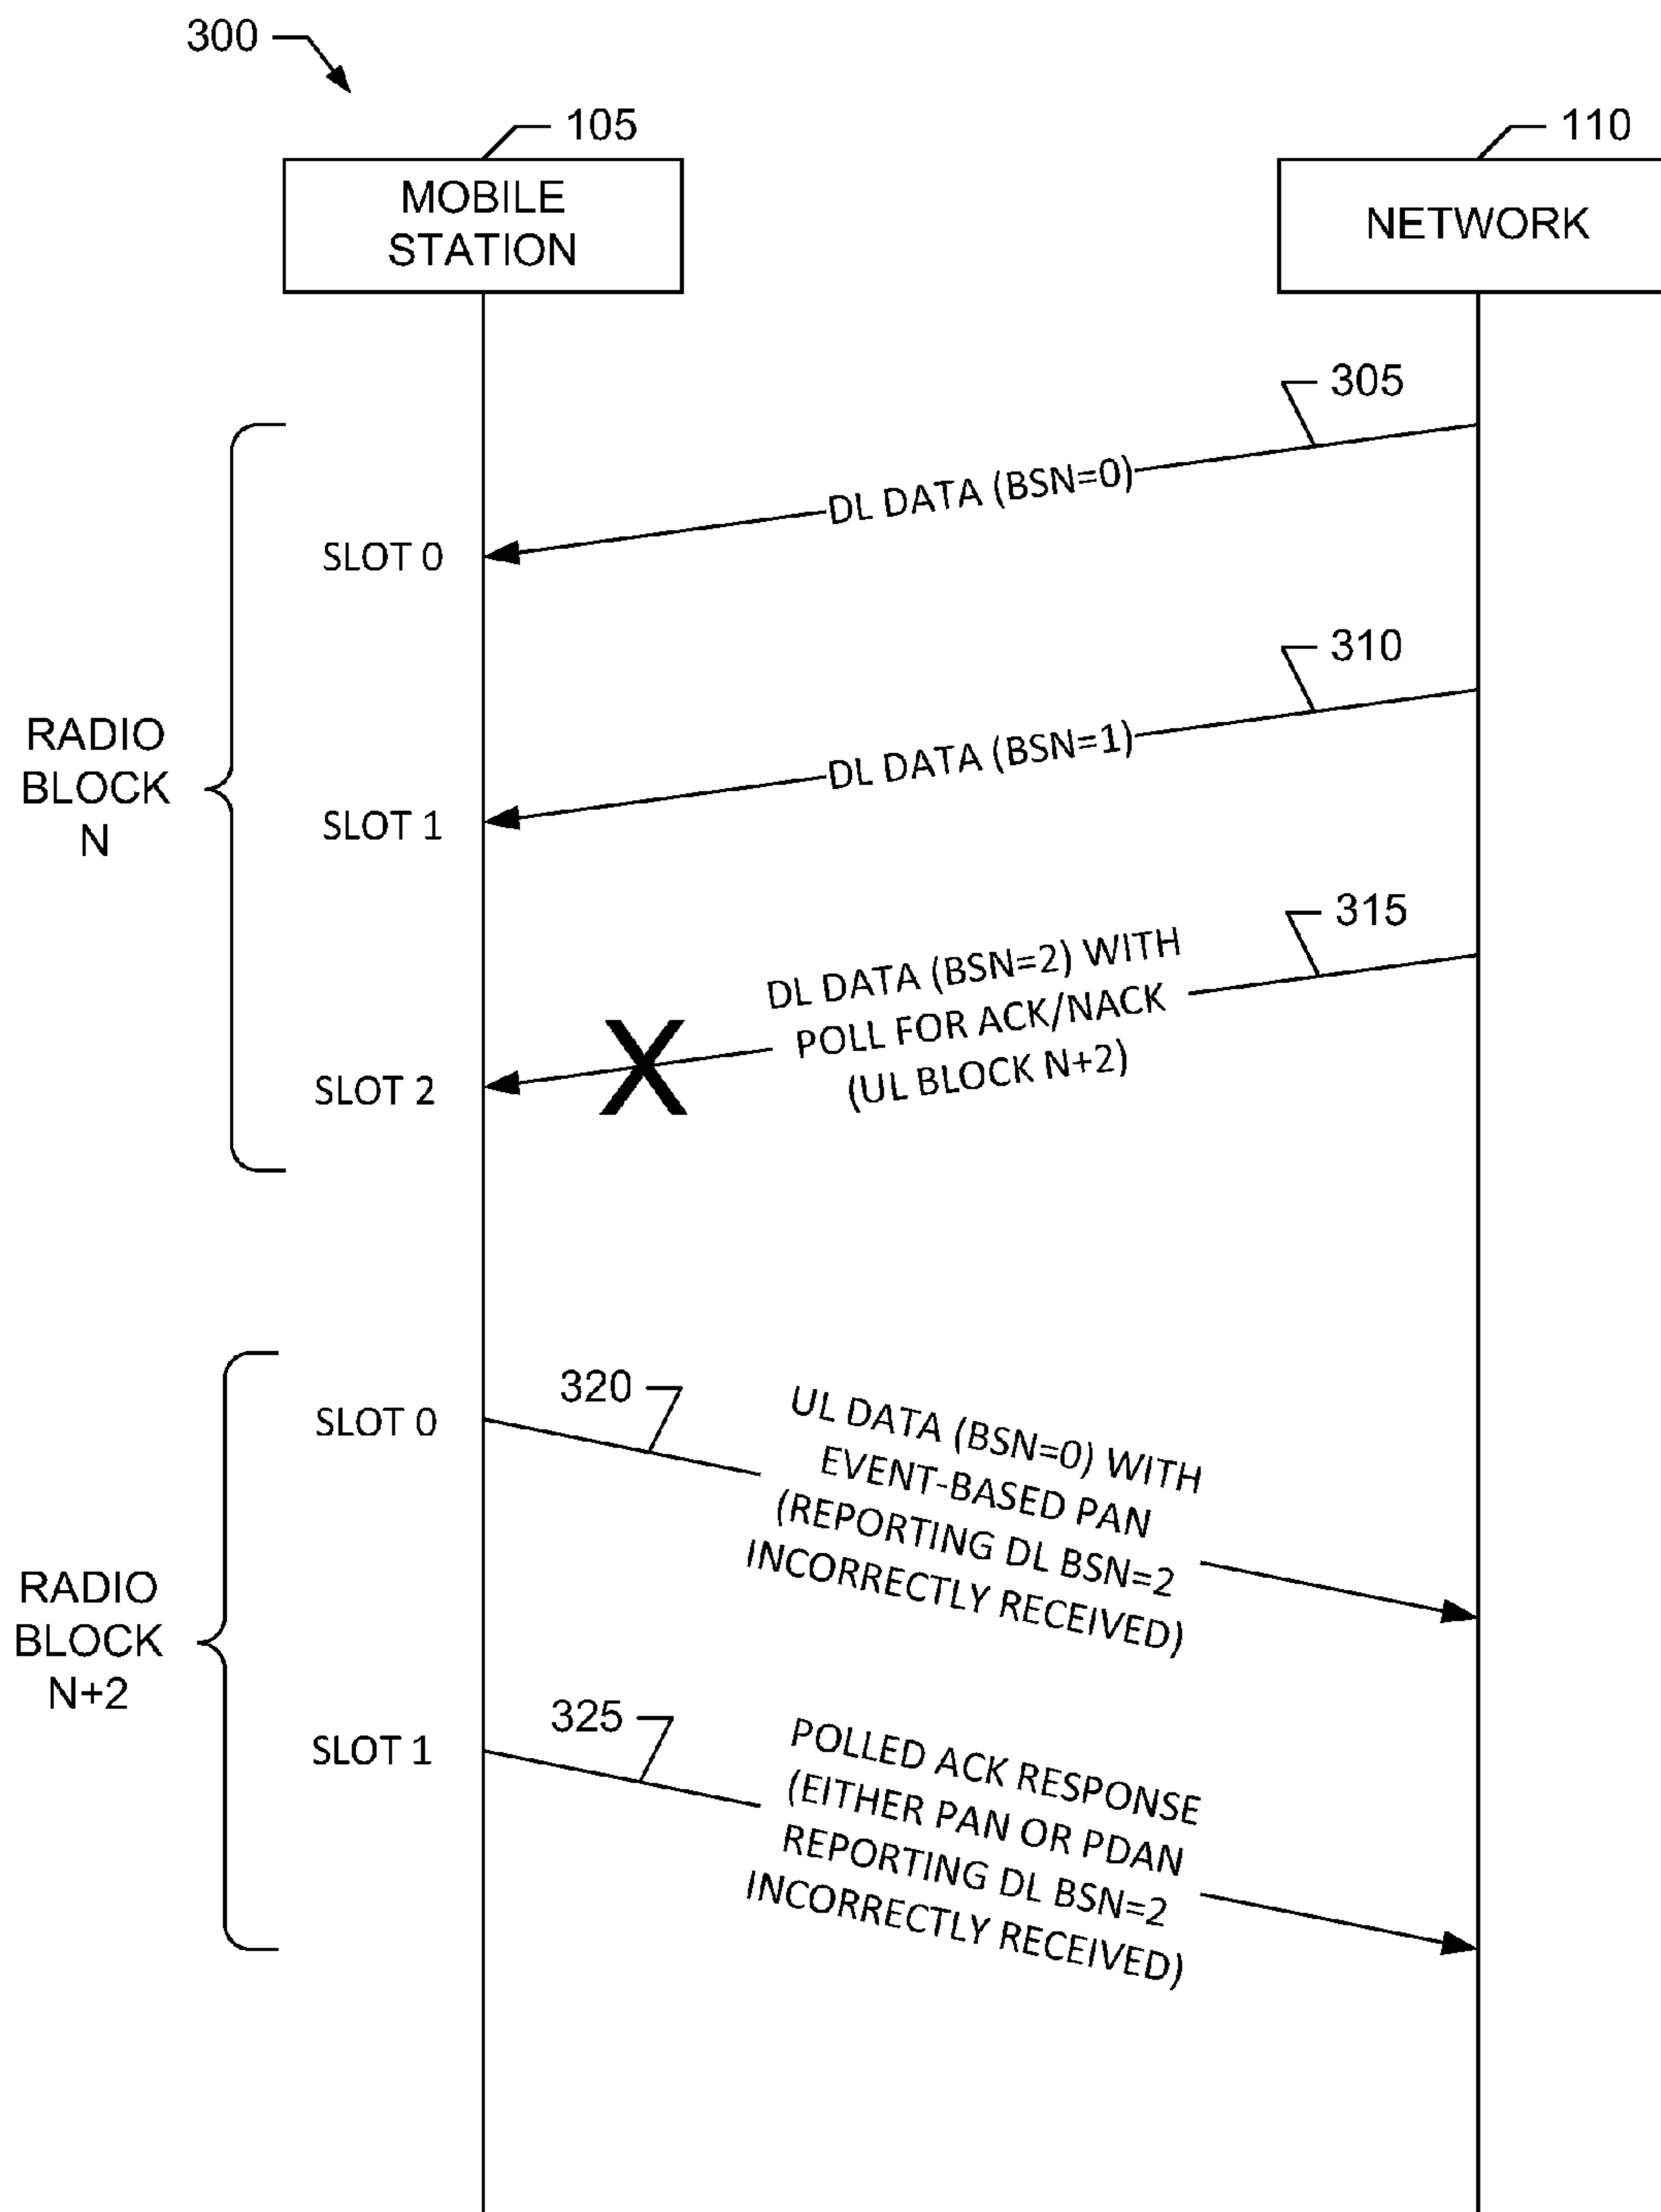 300
105
110
MOBILE
STATION
NETWORK
305
DL DATA (BSN=0)
SLOT 0
310
DL DATA (BSN=1)
RADIO
BLOCK
N
SLOT 1
315
DL DATA (BSN=2) WITH
POLL FOR ACK/NACK
(UL BLOCK N+2)
X
SLOT 2
320
SLOT 0
UL DATA (BSN=0) WITH
EVENT-BASED PAN
(REPORTING DL BSN=2
INCORRECTLY RECEIVED)
RADIO
BLOCK
N+2
325
SLOT 1
POLLED ACK RESPONSE
(EITHER PAN OR PDAN
REPORTING DL BSN=2
INCORRECTLY RECEIVED)